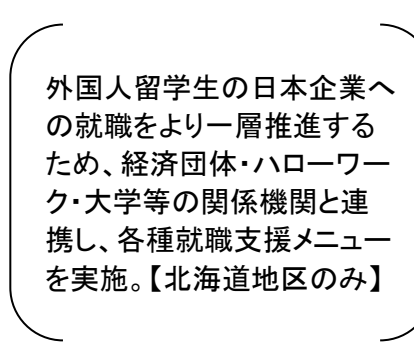 外国人留学生の日本企業へ
の就職をより一層推進する
ため、経済団体・ハローワー
ク・大学等の関係機関と連
携し、各種就職支援メニュー
を実施。【北海道地区のみ】